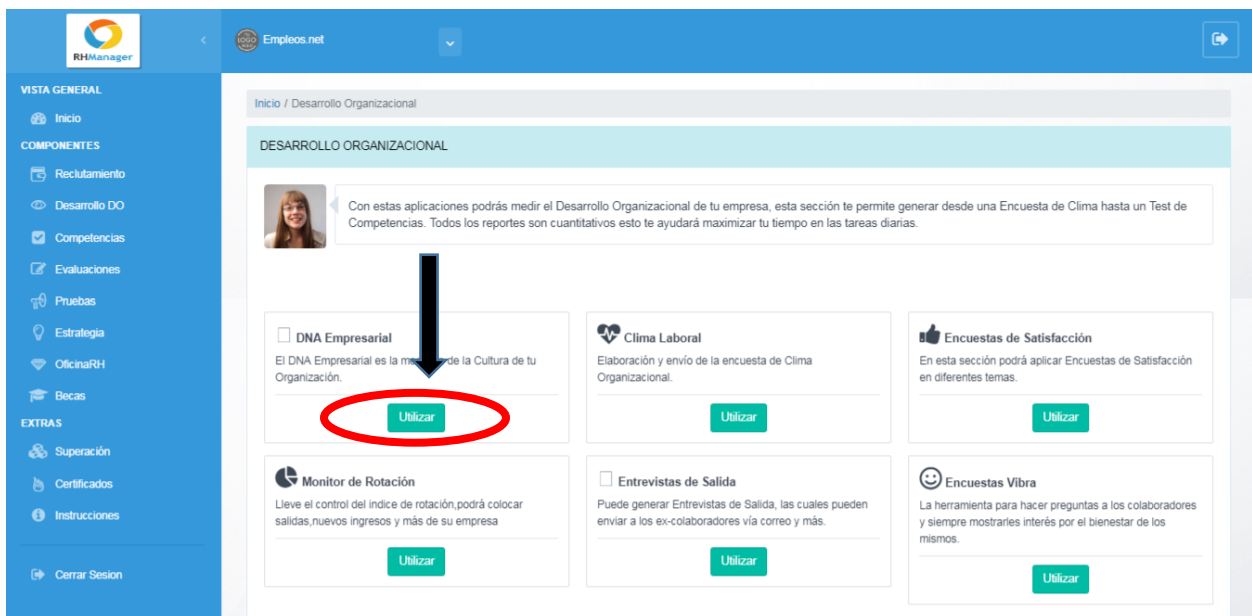 RHManager
LOGO
Empleos.net
VISTA GENERAL
Inicio
COMPONENTES
Reclutamiento
Desarrollo DO
Competencias
Evaluaciones
Pruebas
Estrategia
OficinaRH
Becas
EXTRAS
Superación
Certificados
Instrucciones
Cerrar Sesion
Inicio / Desarrollo Organizacional
DESARROLLO ORGANIZACIONAL
Con estas aplicaciones podrás medir el Desarrollo Organizacional de tu empresa, esta sección te permite generar desde una Encuesta de Clima hasta un Test de
Competencias. Todos los reportes son cuantitativos esto te ayudará maximizar tu tiempo en las tareas diarias.
DNA Empresarial
El DNA Empresarial es la de la Cultura de tu
Organización.
Utilizar
Clima Laboral
Elaboración y envío de la encuesta de Clima
Organizacional.
Utilizar
Encuestas de Satisfacción
En esta sección podrá aplicar Encuestas de Satisfacción
en diferentes temas.
Utilizar
Monitor de Rotación
Lleve el control del indice de rotación,podrá colocar
salidas,nuevos ingresos y más de su empresa
Utilizar
Entrevistas de Salida
Puede generar Entrevistas de Salida, las cuales pueden
enviar a los ex-colaboradores vía correo y más.
Utilizar
Encuestas Vibra
La herramienta para hacer preguntas a los colaboradores
y siempre mostrarles interés por el bienestar de los
mismos.
Utilizar